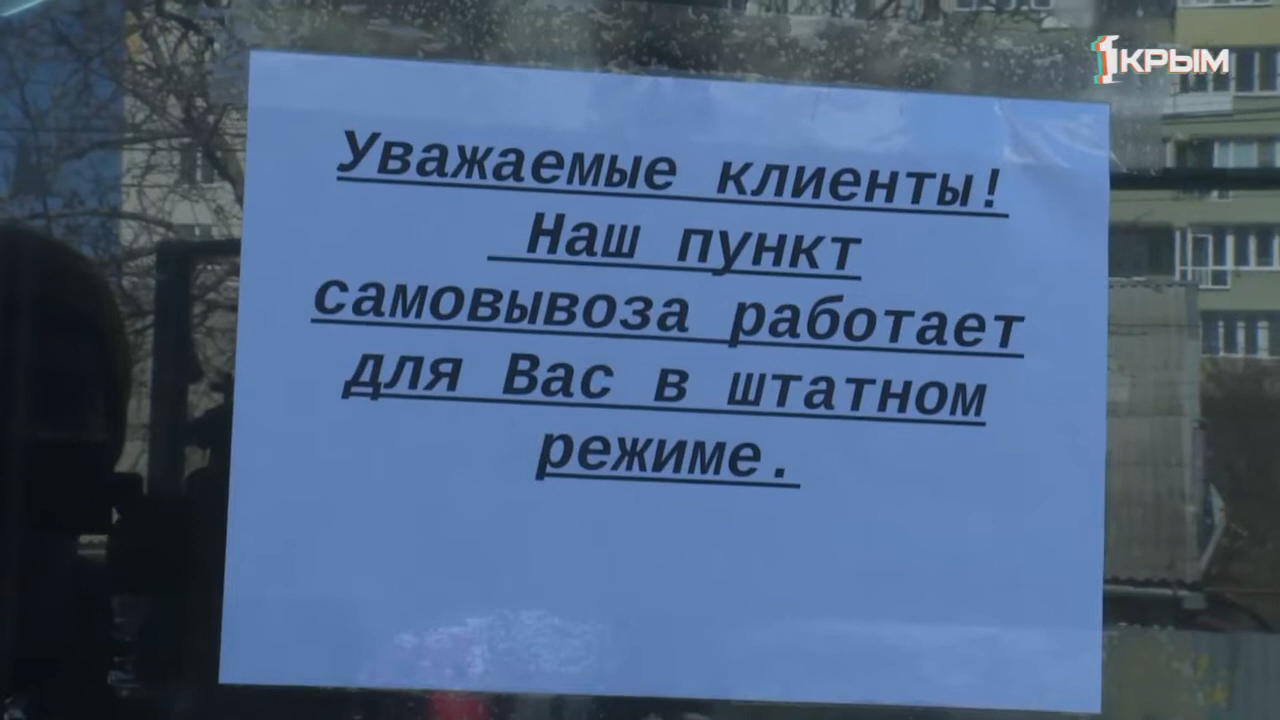 1КРЫМ
Уважаемые клиенты!
Наш пункт
самовывоза работает
для Вас в штатном
режиме.